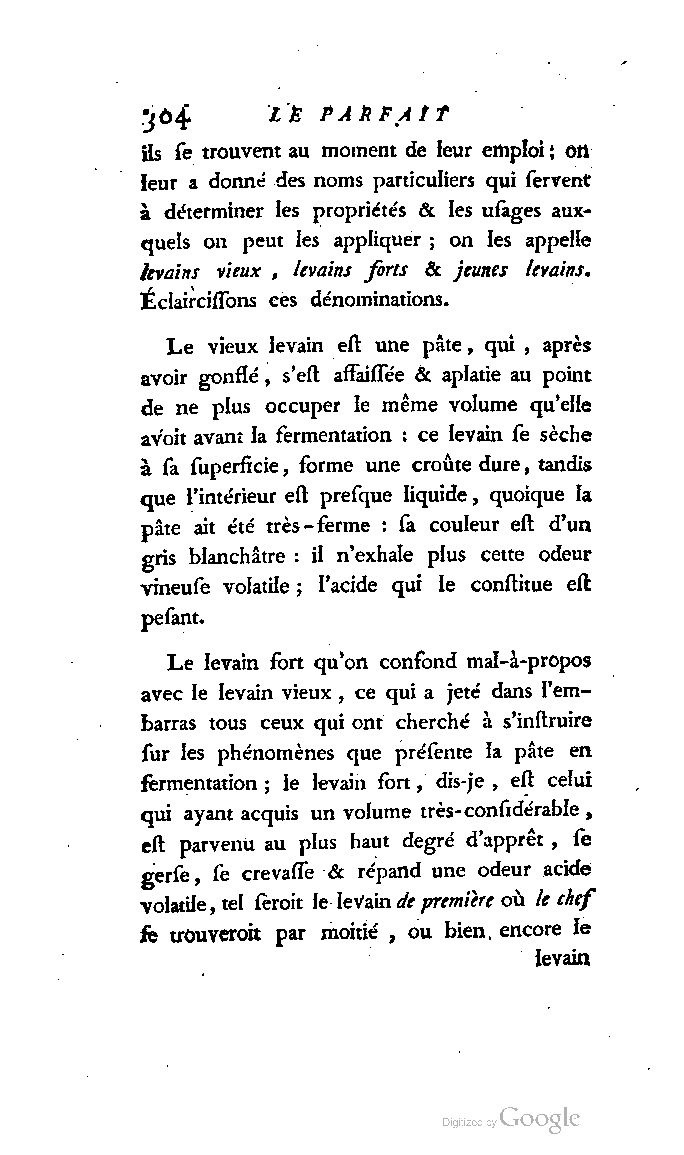 304 LE PARFAIT
ils ſe trouvent au moment de leur emploi ; on
leur a donné des noms particuliers qui ſervent
à déterminer les propriétés & les uſages aux-
quels on peut les appliquer ; on les appelle
levains vieux , levains forts & jeunes levains.
Éclairciſſons ces dénominations.
Le vieux levain eſt une pâte, qui , après
avoir gonflé, s'eſt affaiſſée & aplatie au point
de ne plus occuper le même volume qu'elle
avoit avant la fermentation : ce levain ſe sèche
à ſa ſuperficie, forme une croûte dure, tandis
que l'intérieur eſt preſque liquide, quoique la
pâte ait été très-ferme : ſa couleur eſt d'un
gris blanchâtre : il n'exhale plus cette odeur
vineuſe volatile ; l'acide qui le conſtitue eſt
peſant.
Le levain fort qu'on confond mal-à-propos
avec le levain vieux , ce qui a jeté dans l'em-
barras tous ceux qui ont cherché à s'inſtruire
ſur les phénomènes que préſente la pâte en
fermentation ; le levain fort, dis-je , eſt celui
qui ayant acquis un volume très-conſidérable ,
eſt parvenu au plus haut degré d'apprêt , ſe
gerſe, ſe crevaſſe & répand une odeur acide
volatile, tel ſeroit le levain de première où le chef
ſe trouveroit par moitié , ou bien encore le
levain
Digitized by Google